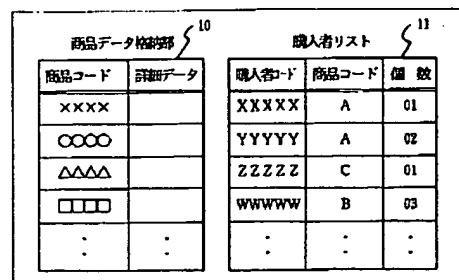 商品データ格納部 10
商品コード 詳細データ
××××
○○○○
△△△△
□□□□
: :
購入者リスト 11
購入者コード 商品コード 個 数
XXXXX A 01
YYYYY A 02
ZZZZZ C 01
WWWWW B 03
: : :